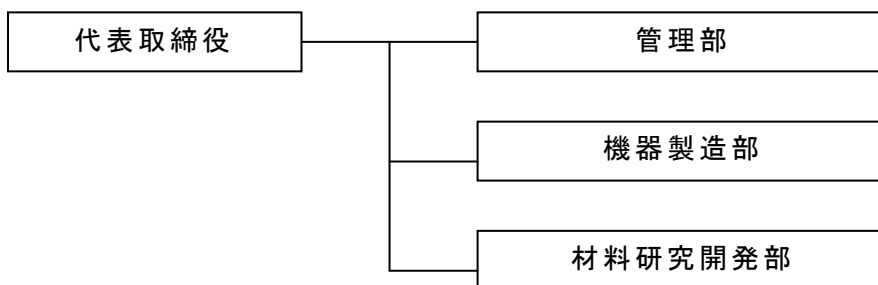 代表取締役
管理部
機器製造部
材料研究開発部